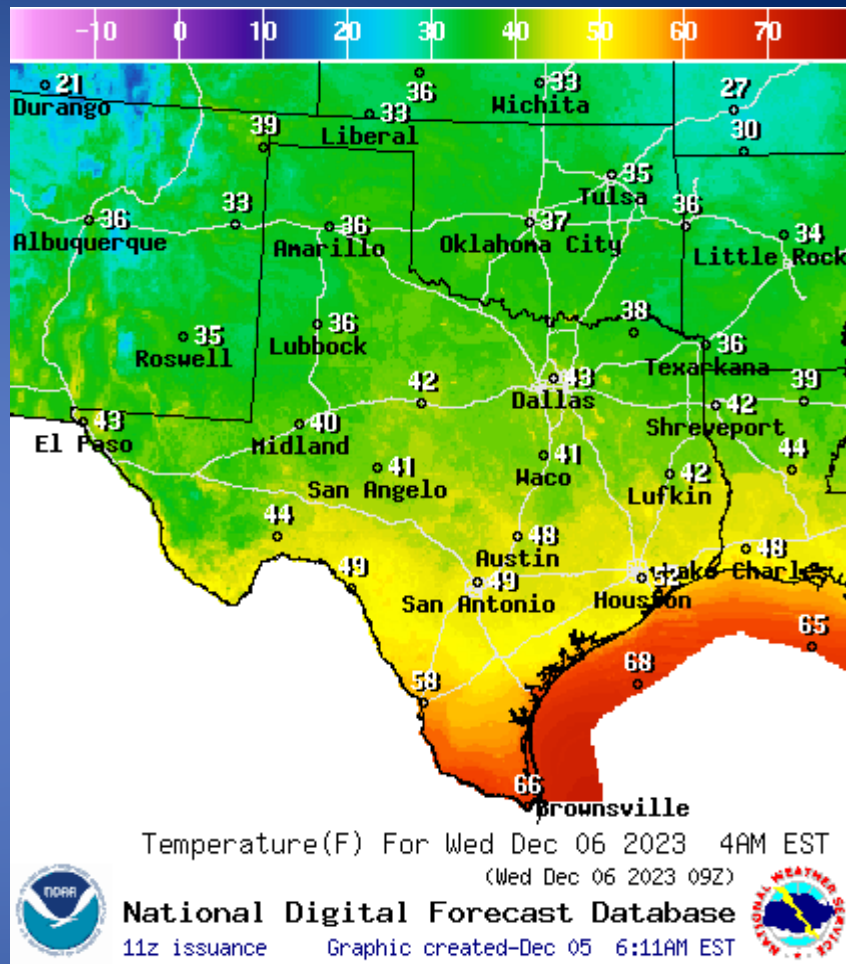 -10 0 10 20 30 40 50 60 70
21
Durango
36
33
Wichita
33
Liberal
27
39
30
35
Tulsa
36
Albuquerque
33
36
Amarillo
37
Oklahoma City
36
34
Little Rock
35
Roswell
36
Lubbock
38
36
Texarkana
43
Dallas
42
42
Shreveport
39
43
El Paso
40
Midland
41
San Angelo
41
Waco
42
Lufkin
44
44
48
Austin
48
Lake Charles
49
49
San Antonio
52
Houston
65
68
58
66
Brownsville
Temperature(F) For Wed Dec 06 2023 4AM EST
(Wed Dec 06 2023 09Z)
NOAA
National Digital Forecast Database
11z issuance Graphic created-Dec 05 6:11AM EST
NATIONAL WEATHER SERVICE